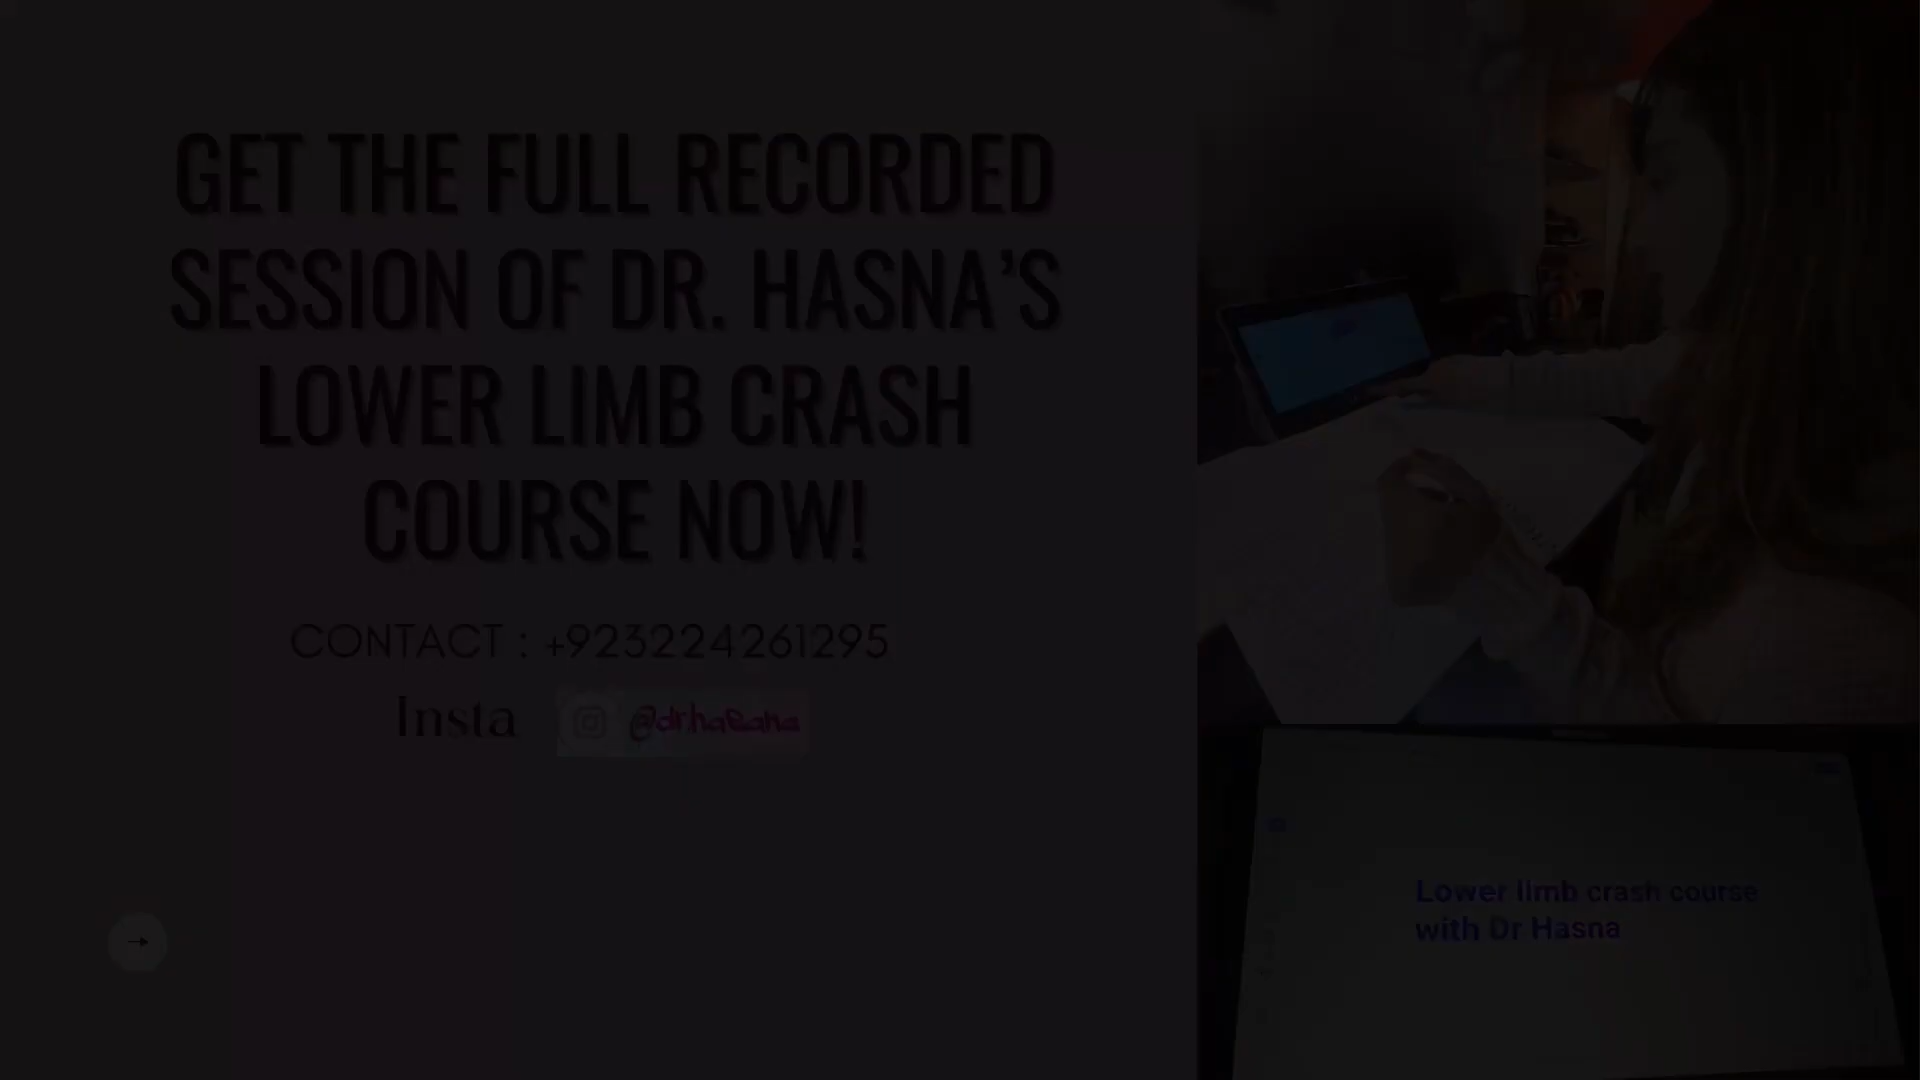 GET THE FULL RECORDED
SESSION OF DR. HASNA’S
LOWER LIMB CRASH
COURSE NOW!
CONTACT : +923224261295
Insta
Lower limb crash course
with Dr Hasna